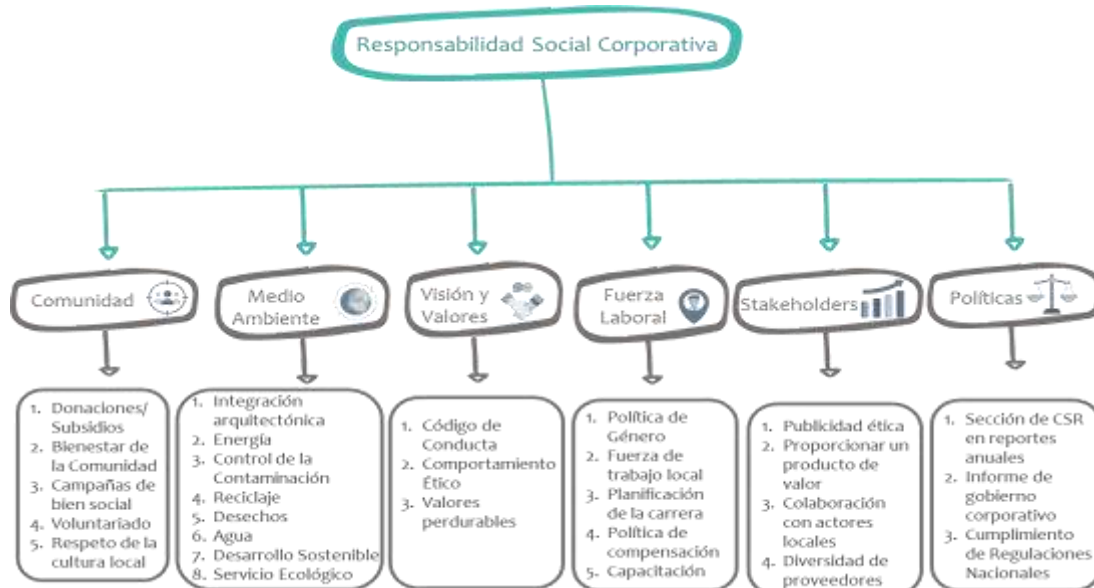 Responsabilidad Social Corporativa
Comunidad
Medio
Ambiente
Visión y
Valores
Fuerza
Laboral
Stakeholders
Políticas
1. Donaciones/
Subsidios
2. Bienestar de
la Comunidad
3. Campañas de
bien social
4. Voluntariado
5. Respeto de la
cultura local
1. Integración
arquitectónica
2. Energía
3. Control de la
Contaminación
4. Reciclaje
5. Desechos
6. Agua
7. Desarrollo Sostenible
8. Servicio Ecológico
1. Código de
Conducta
2. Comportamiento
Ético
3. Valores
perdurables
1. Política de
Género
2. Fuerza de
trabajo local
3. Planificación
de la carrera
4. Política de
compensación
5. Capacitación
1. Publicidad ética
2. Proporcionar un
producto de
valor
3. Colaboración
con actores
locales
4. Diversidad de
proveedores
1. Sección de CSR
en reportes
anuales
2. Informe de
gobierno
corporativo
3. Cumplimiento
de Regulaciones
Nacionales